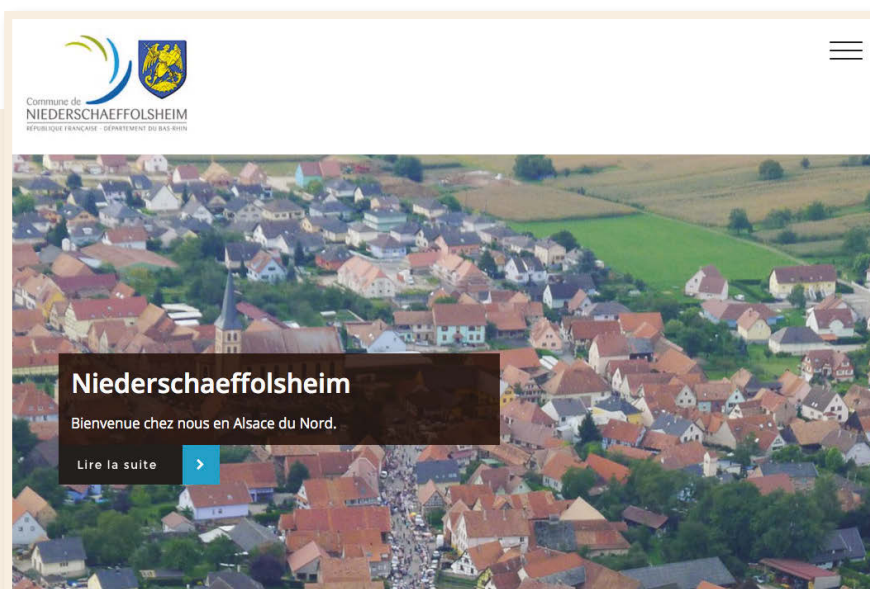 Commune de
NIEDERSCHAEFFOLSHEIM
RÉPUBLIQUE FRANÇAISE - DÉPARTEMENT DU BAS-RHIN
Niederschaeffolsheim
Bienvenue chez nous en Alsace du Nord.
Lire la suite